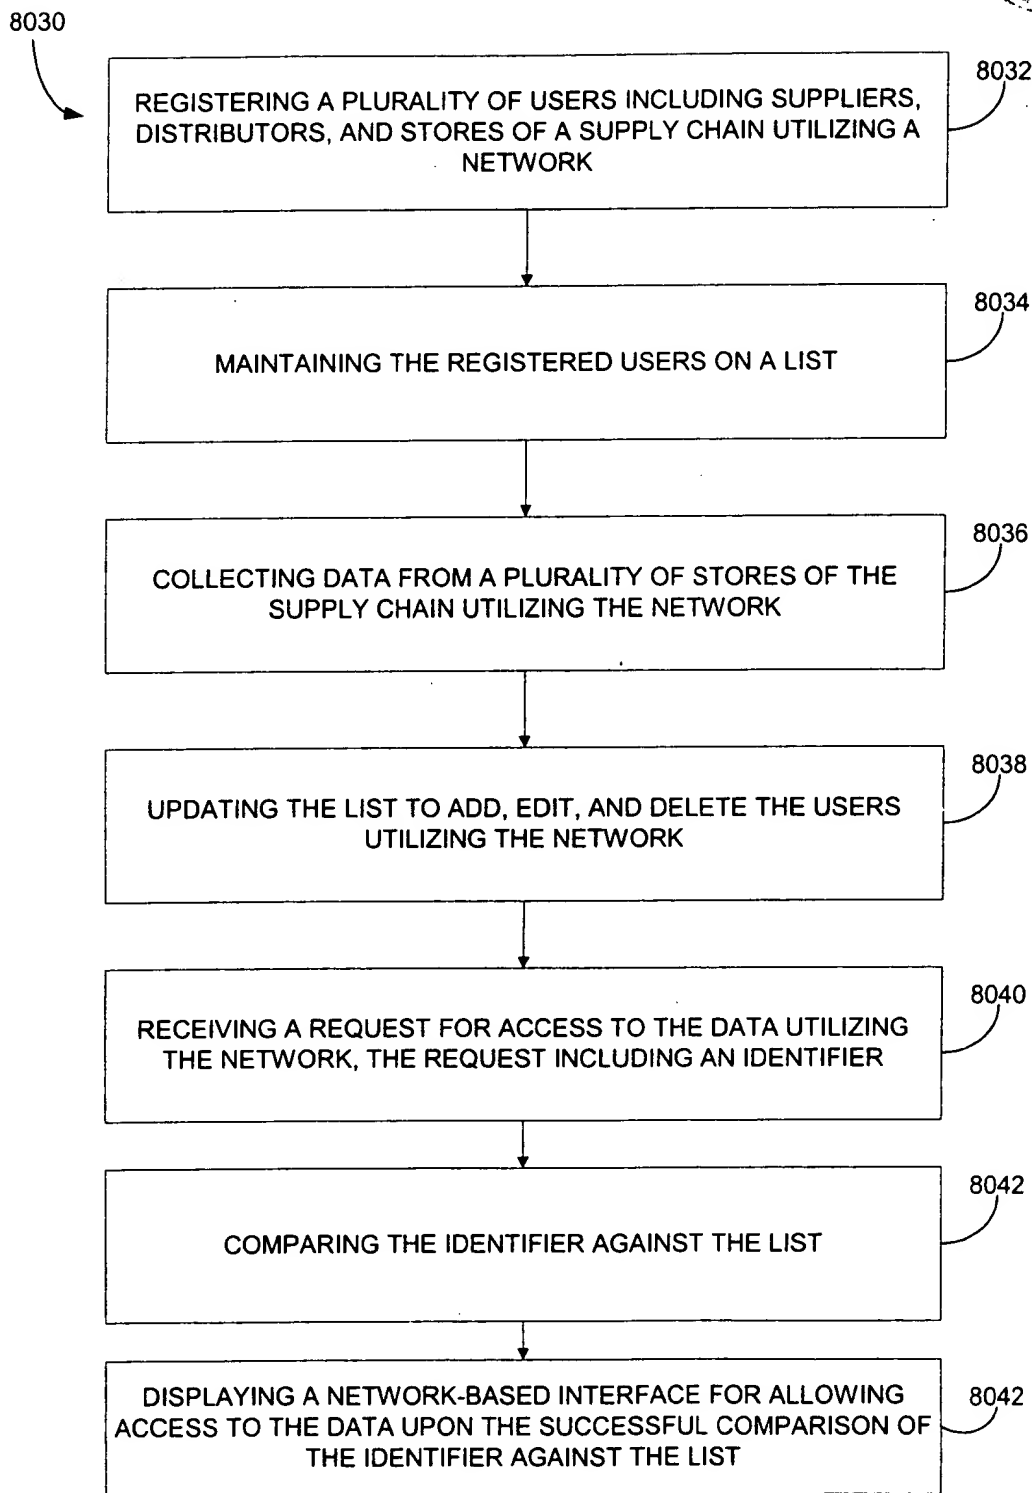 8030
8032
REGISTERING A PLURALITY OF USERS INCLUDING SUPPLIERS,
DISTRIBUTORS, AND STORES OF A SUPPLY CHAIN UTILIZING A
NETWORK
8034
MAINTAINING THE REGISTERED USERS ON A LIST
8036
COLLECTING DATA FROM A PLURALITY OF STORES OF THE
SUPPLY CHAIN UTILIZING THE NETWORK
8038
UPDATING THE LIST TO ADD, EDIT, AND DELETE THE USERS
UTILIZING THE NETWORK
8040
RECEIVING A REQUEST FOR ACCESS TO THE DATA UTILIZING
THE NETWORK, THE REQUEST INCLUDING AN IDENTIFIER
8042
COMPARING THE IDENTIFIER AGAINST THE LIST
8042
DISPLAYING A NETWORK-BASED INTERFACE FOR ALLOWING
ACCESS TO THE DATA UPON THE SUCCESSFUL COMPARISON OF
THE IDENTIFIER AGAINST THE LIST